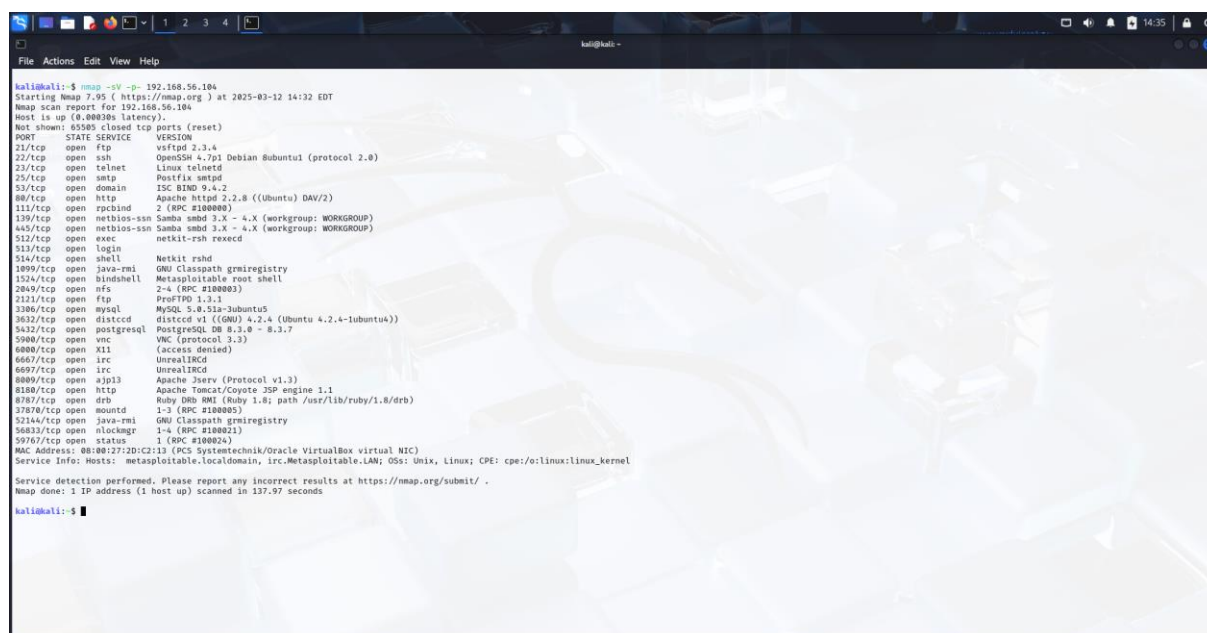 1 2 3 4
14:35
kali@kali: ~
File Actions Edit View Help
kali@kali:~$ nmap -sV -p- 192.168.56.104
Starting Nmap 7.95 ( https://nmap.org ) at 2025-03-12 14:32 EDT
Nmap scan report for 192.168.56.104
Host is up (0.00030s latency).
Not shown: 65505 closed tcp ports (reset)
PORT STATE SERVICE VERSION
21/tcp open ftp vsftpd 2.3.4
22/tcp open ssh OpenSSH 4.7p1 Debian 8ubuntu1 (protocol 2.0)
23/tcp open telnet Linux telnetd
25/tcp open smtp Postfix smtpd
53/tcp open domain ISC BIND 9.4.2
80/tcp open http Apache httpd 2.2.8 ((Ubuntu) DAV/2)
111/tcp open rpcbind 2 (RPC #100000)
139/tcp open netbios-ssn Samba smbd 3.X - 4.X (workgroup: WORKGROUP)
445/tcp open netbios-ssn Samba smbd 3.X - 4.X (workgroup: WORKGROUP)
512/tcp open exec netkit-rsh rexecd
513/tcp open login
514/tcp open shell Netkit rshd
1099/tcp open java-rmi GNU Classpath grmiregistry
1524/tcp open bindshell Metasploitable root shell
2049/tcp open nfs 2-4 (RPC #100003)
2121/tcp open ftp ProFTPD 1.3.1
3306/tcp open mysql MySQL 5.0.51a-3ubuntu5
3632/tcp open distccd distccd v1 ((GNU) 4.2.4 (Ubuntu 4.2.4-1ubuntu4))
5432/tcp open postgresql PostgreSQL DB 8.3.0 - 8.3.7
5900/tcp open vnc VNC (protocol 3.3)
6000/tcp open X11 (access denied)
6667/tcp open irc UnrealIRCd
6697/tcp open irc UnrealIRCd
8009/tcp open ajp13 Apache Jserv (Protocol v1.3)
8180/tcp open http Apache Tomcat/Coyote JSP engine 1.1
8787/tcp open drb Ruby DRb RMI (Ruby 1.8; path /usr/lib/ruby/1.8/drb)
37870/tcp open mountd 1-3 (RPC #100005)
52144/tcp open java-rmi GNU Classpath grmiregistry
56833/tcp open nlockmgr 1-4 (RPC #100021)
59767/tcp open status 1 (RPC #100024)
MAC Address: 08:00:27:2D:C2:13 (PCS Systemtechnik/Oracle VirtualBox virtual NIC)
Service Info: Hosts: metasploitable.localdomain, irc.Metasploitable.LAN; OSs: Unix, Linux; CPE: cpe:/o:linux:linux_kernel
Service detection performed. Please report any incorrect results at https://nmap.org/submit/ .
Nmap done: 1 IP address (1 host up) scanned in 137.97 seconds
kali@kali:~$